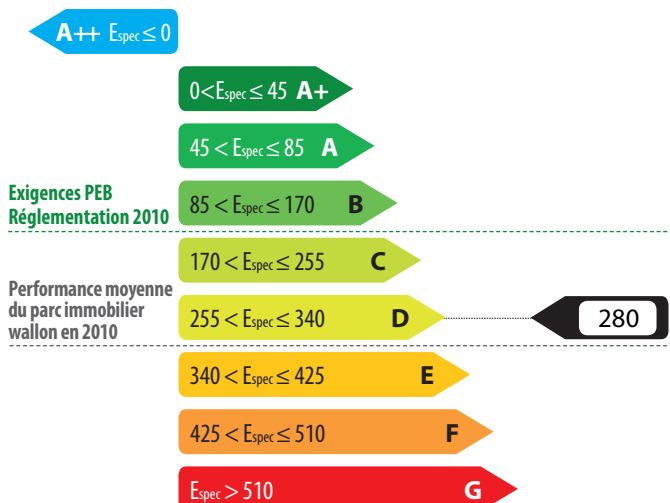 A++ Espec ≤ 0
0<Espec ≤ 45 A+
45 < Espec ≤ 85 A
Exigences PEB
Réglementation 2010
85 < Espec ≤ 170 B
170 < Espec ≤ 255 C
Performance moyenne
du parc immobilier
wallon en 2010
255 < Espec ≤ 340 D
280
340 < Espec ≤ 425 E
425 < Espec ≤ 510 F
Espec > 510 G